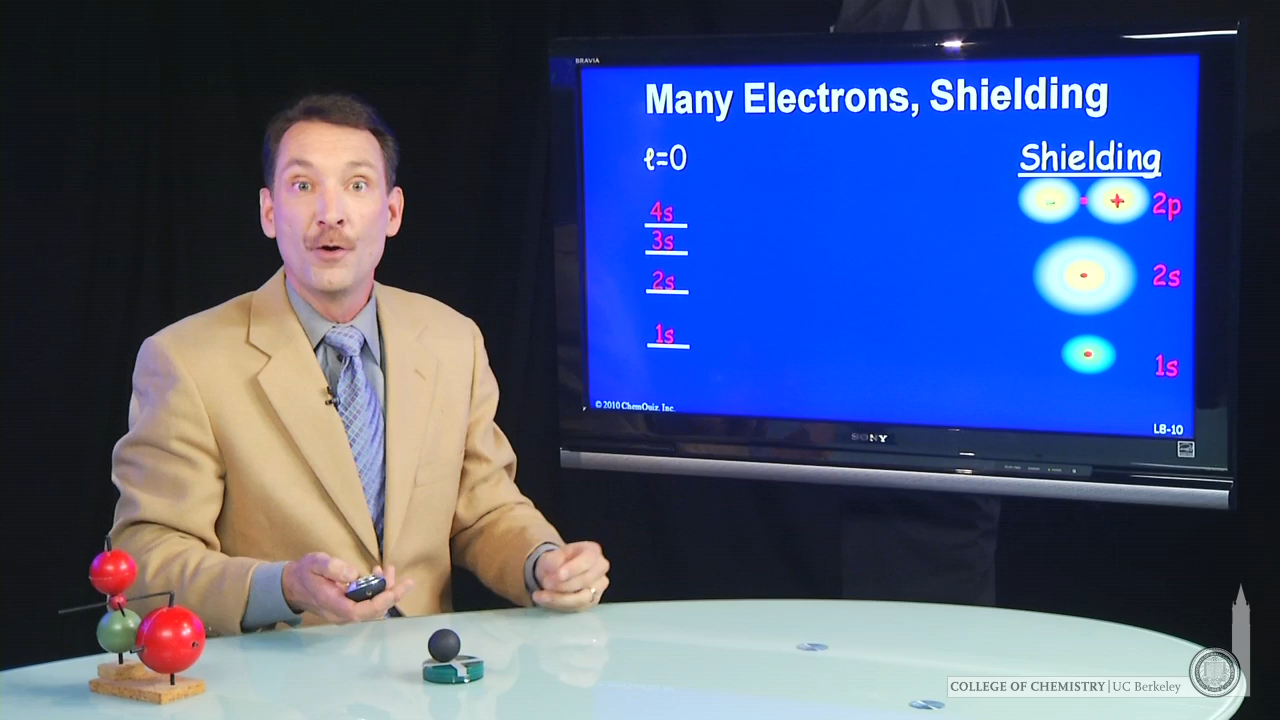 BRAVIA
Many Electrons, Shielding
ℓ=0
Shielding
4s
3s
2s
1s
- + 2p
2s
1s
© 2010 ChemQuiz, Inc.
L8-10
SONY
COLLEGE OF CHEMISTRY | UC Berkeley